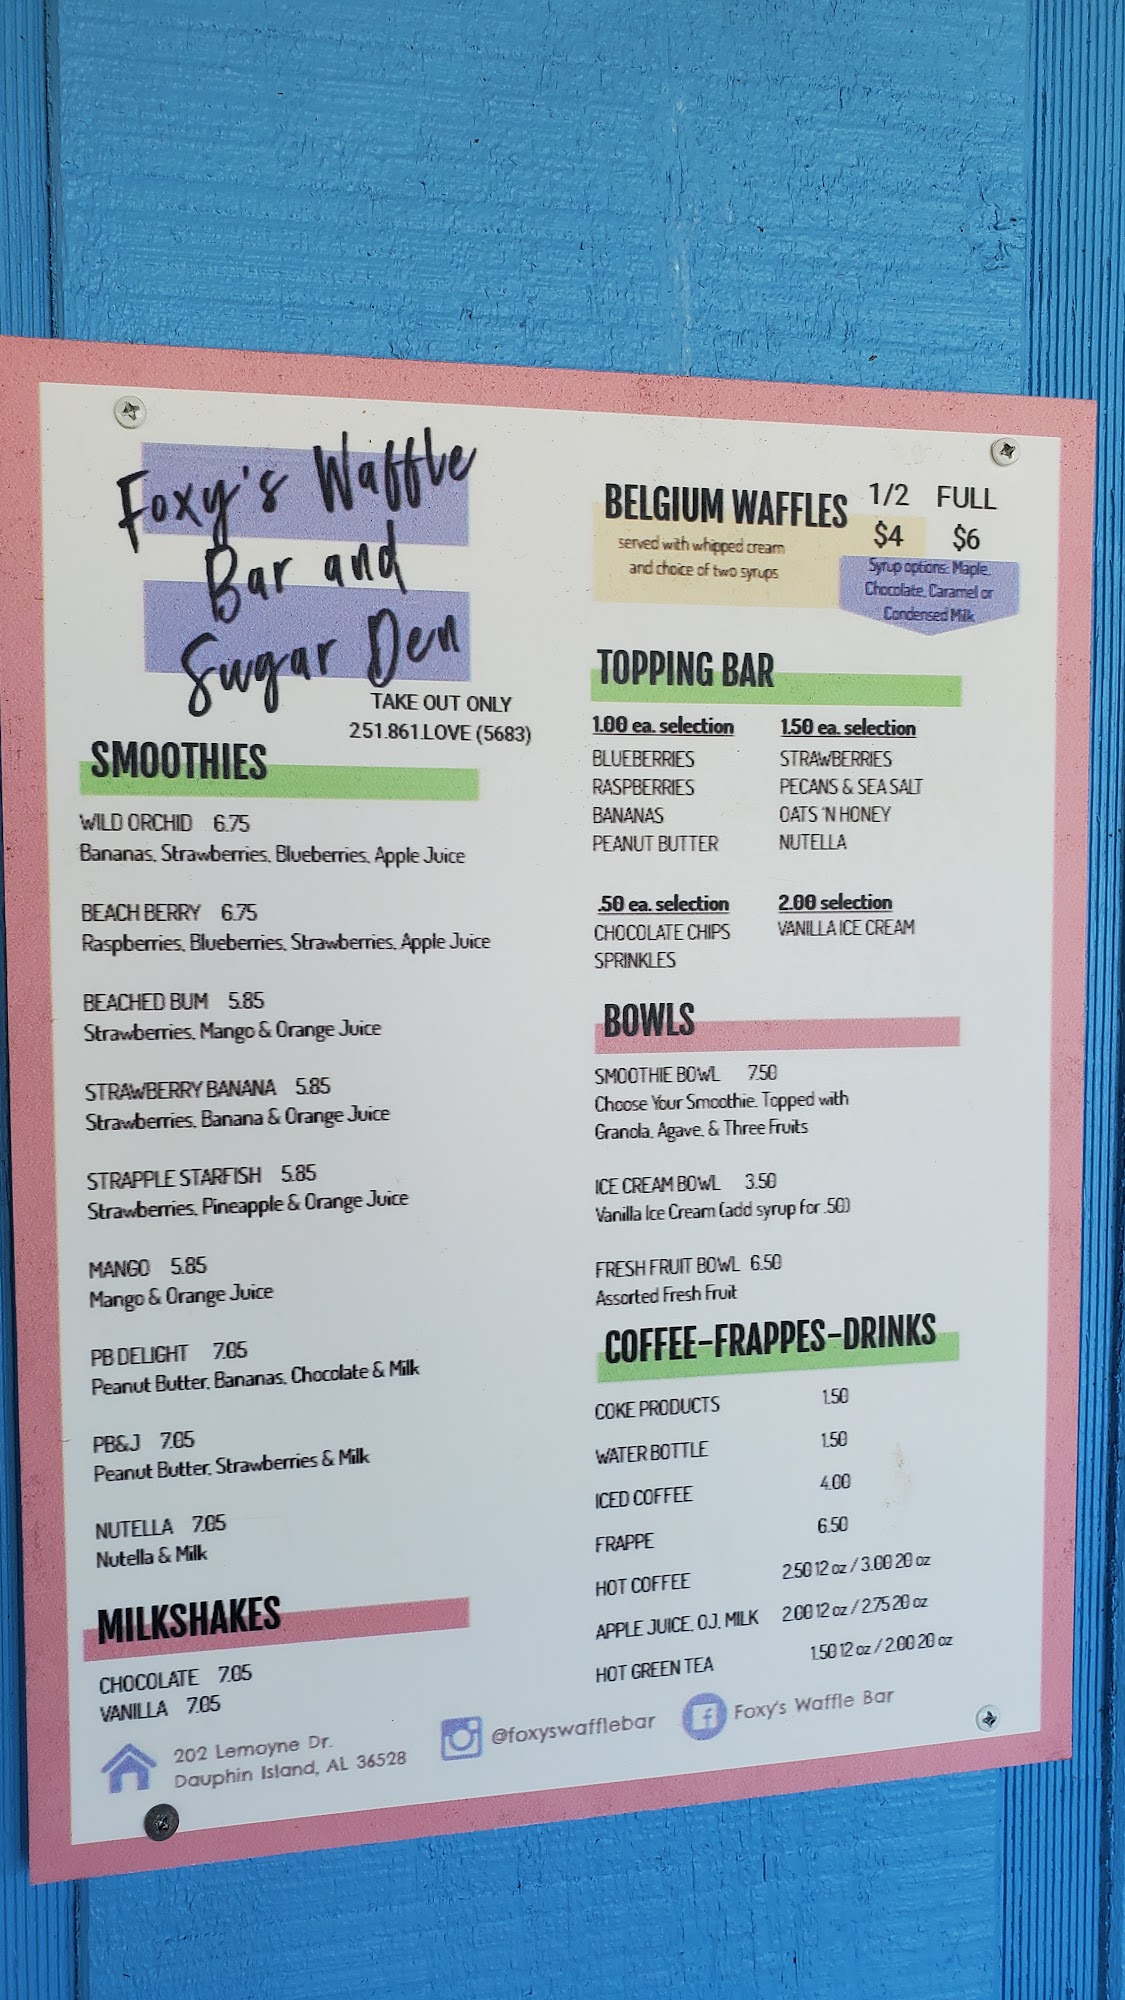 Foxy's Waffle
Bar and
Sugar Den
TAKE OUT ONLY
251.861.LOVE (5683)
SMOOTHIES
WILD ORCHID 6.75
Bananas, Strawberries, Blueberries, Apple Juice
BEACH BERRY 6.75
Raspberries, Blueberries, Strawberries, Apple Juice
BEACHED BUM 5.85
Strawberries, Mango & Orange Juice
STRAWBERRY BANANA 5.85
Strawberries, Banana & Orange Juice
STRAPPLE STARFISH 5.85
Strawberries, Pineapple & Orange Juice
MANGO 5.85
Mango & Orange Juice
PB DELIGHT 7.05
Peanut Butter, Bananas, Chocolate & Milk
PB&J 7.05
Peanut Butter, Strawberries & Milk
NUTELLA 7.05
Nutella & Milk
MILKSHAKES
CHOCOLATE 7.05
VANILLA 7.05
BELGIUM WAFFLES 1/2 FULL
$4 $6
served with whipped cream
and choice of two syrups
Syrup options: Maple,
Chocolate, Caramel or
Condensed Milk
TOPPING BAR
1.00 ea. selection
BLUEBERRIES
RASPBERRIES
BANANAS
PEANUT BUTTER
1.50 ea. selection
STRAWBERRIES
PECANS & SEA SALT
OATS 'N HONEY
NUTELLA
.50 ea. selection
CHOCOLATE CHIPS
SPRINKLES
2.00 selection
VANILLA ICE CREAM
BOWLS
SMOOTHIE BOWL 7.50
Choose Your Smoothie. Topped with
Granola, Agave, & Three Fruits
ICE CREAM BOWL 3.50
Vanilla Ice Cream (add syrup for .50)
FRESH FRUIT BOWL 6.50
Assorted Fresh Fruit
COFFEE-FRAPPES-DRINKS
COKE PRODUCTS 1.50
WATER BOTTLE 1.50
ICED COFFEE 4.00
FRAPPE 6.50
HOT COFFEE 2.50 12 oz / 3.00 20 oz
APPLE JUICE, OJ, MILK 2.00 12 oz / 2.75 20 oz
HOT GREEN TEA 1.50 12 oz / 2.00 20 oz
202 Lemoyne Dr.
Dauphin Island, AL 36528
@foxyswafflebar
Foxy's Waffle Bar